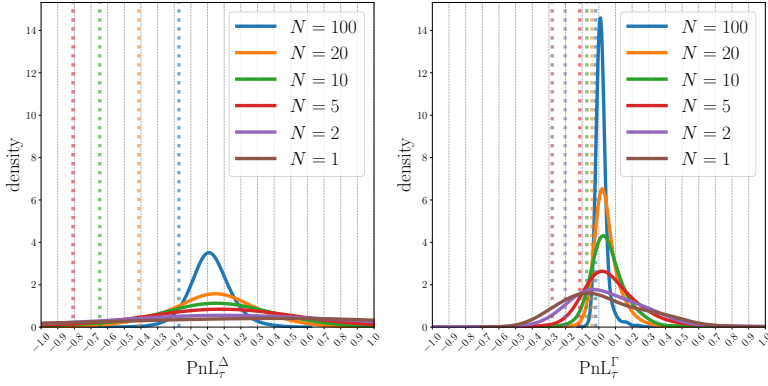 14
12
10
8
6
4
2
0
density
N = 100
N = 20
N = 10
N = 5
N = 2
N = 1
−1.0 −0.9 −0.8 −0.7 −0.6 −0.5 −0.4 −0.3 −0.2 −0.1 0.0 0.1 0.2 0.3 0.4 0.5 0.6 0.7 0.8 0.9 1.0
PnL^Δ_τ
14
12
10
8
6
4
2
0
density
N = 100
N = 20
N = 10
N = 5
N = 2
N = 1
−1.0 −0.9 −0.8 −0.7 −0.6 −0.5 −0.4 −0.3 −0.2 −0.1 0.0 0.1 0.2 0.3 0.4 0.5 0.6 0.7 0.8 0.9 1.0
PnL^Γ_τ